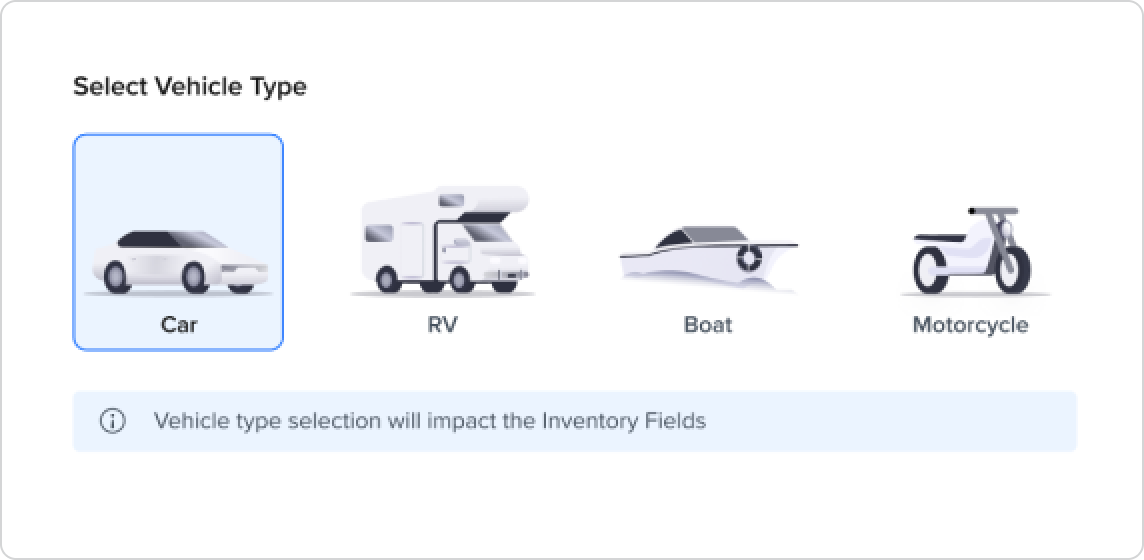 Select Vehicle Type
Car
RV
Boat
Motorcycle
Vehicle type selection will impact the Inventory Fields